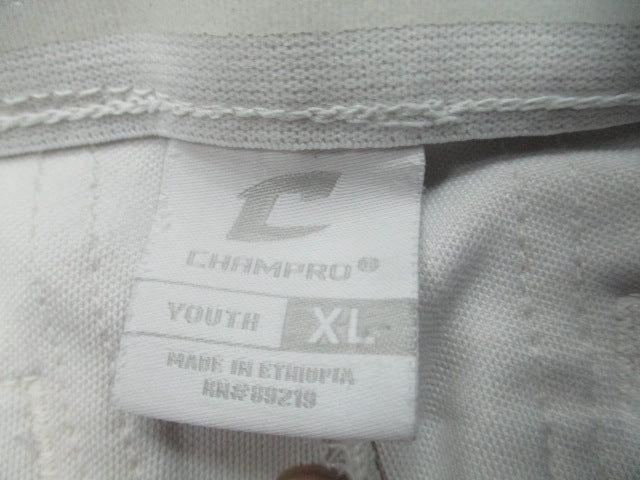 C
CHAMPRO®
YOUTH XL
MADE IN ETHIOPIA
RN#89219